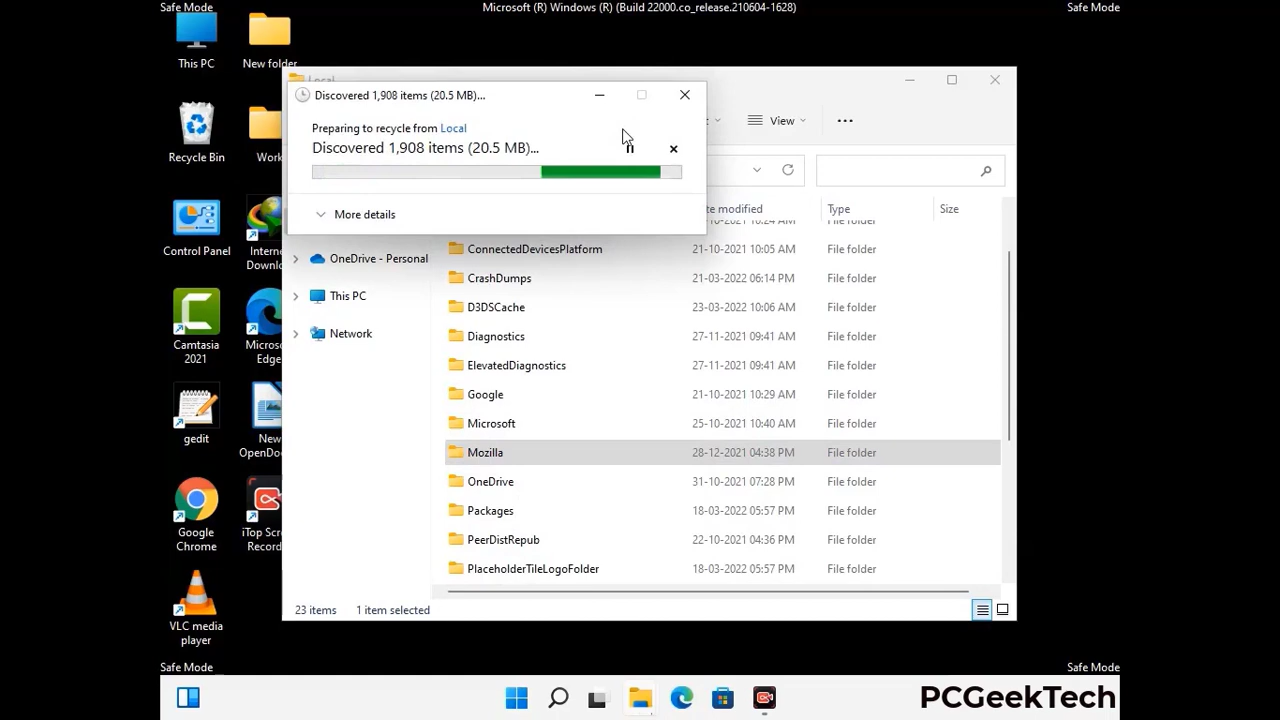 Safe Mode
Microsoft (R) Windows (R) (Build 22000.co_release.210604-1628)
Safe Mode
This PC
New folder
Recycle Bin
Work
Control Panel
Internet
Downlo
Camtasia
2021
Micros
Edge
gedit
New
OpenDoc
Google
Chrome
iTop Scr
Record
VLC media
player
Local
Discovered 1,908 items (20.5 MB)...
Preparing to recycle from Local
Discovered 1,908 items (20.5 MB)...
More details
View
te modified
Type
Size
File folder
OneDrive - Personal
This PC
Network
ConnectedDevicesPlatform 21-10-2021 10:05 AM File folder
CrashDumps 21-03-2022 06:14 PM File folder
D3DSCache 23-03-2022 10:06 AM File folder
Diagnostics 27-11-2021 09:41 AM File folder
ElevatedDiagnostics 27-11-2021 09:41 AM File folder
Google 21-10-2021 10:29 AM File folder
Microsoft 25-10-2021 10:40 AM File folder
Mozilla 28-12-2021 04:38 PM File folder
OneDrive 31-10-2021 07:28 PM File folder
Packages 18-03-2022 05:57 PM File folder
PeerDistRepub 22-10-2021 04:36 PM File folder
PlaceholderTileLogoFolder 18-03-2022 05:57 PM File folder
23 items 1 item selected
Safe Mode
Safe Mode
PCGeekTech